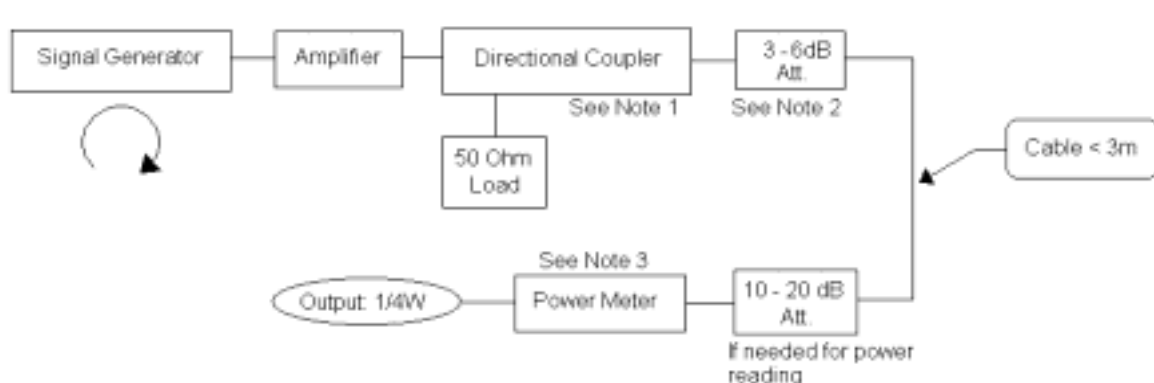 Signal Generator
Amplifier
Directional Coupler
3 - 6dB
Att.
See Note 1
See Note 2
50 Ohm
Load
Cable < 3m
See Note 3
Output: 1/4W
Power Meter
10 - 20 dB
Att.
If needed for power
reading